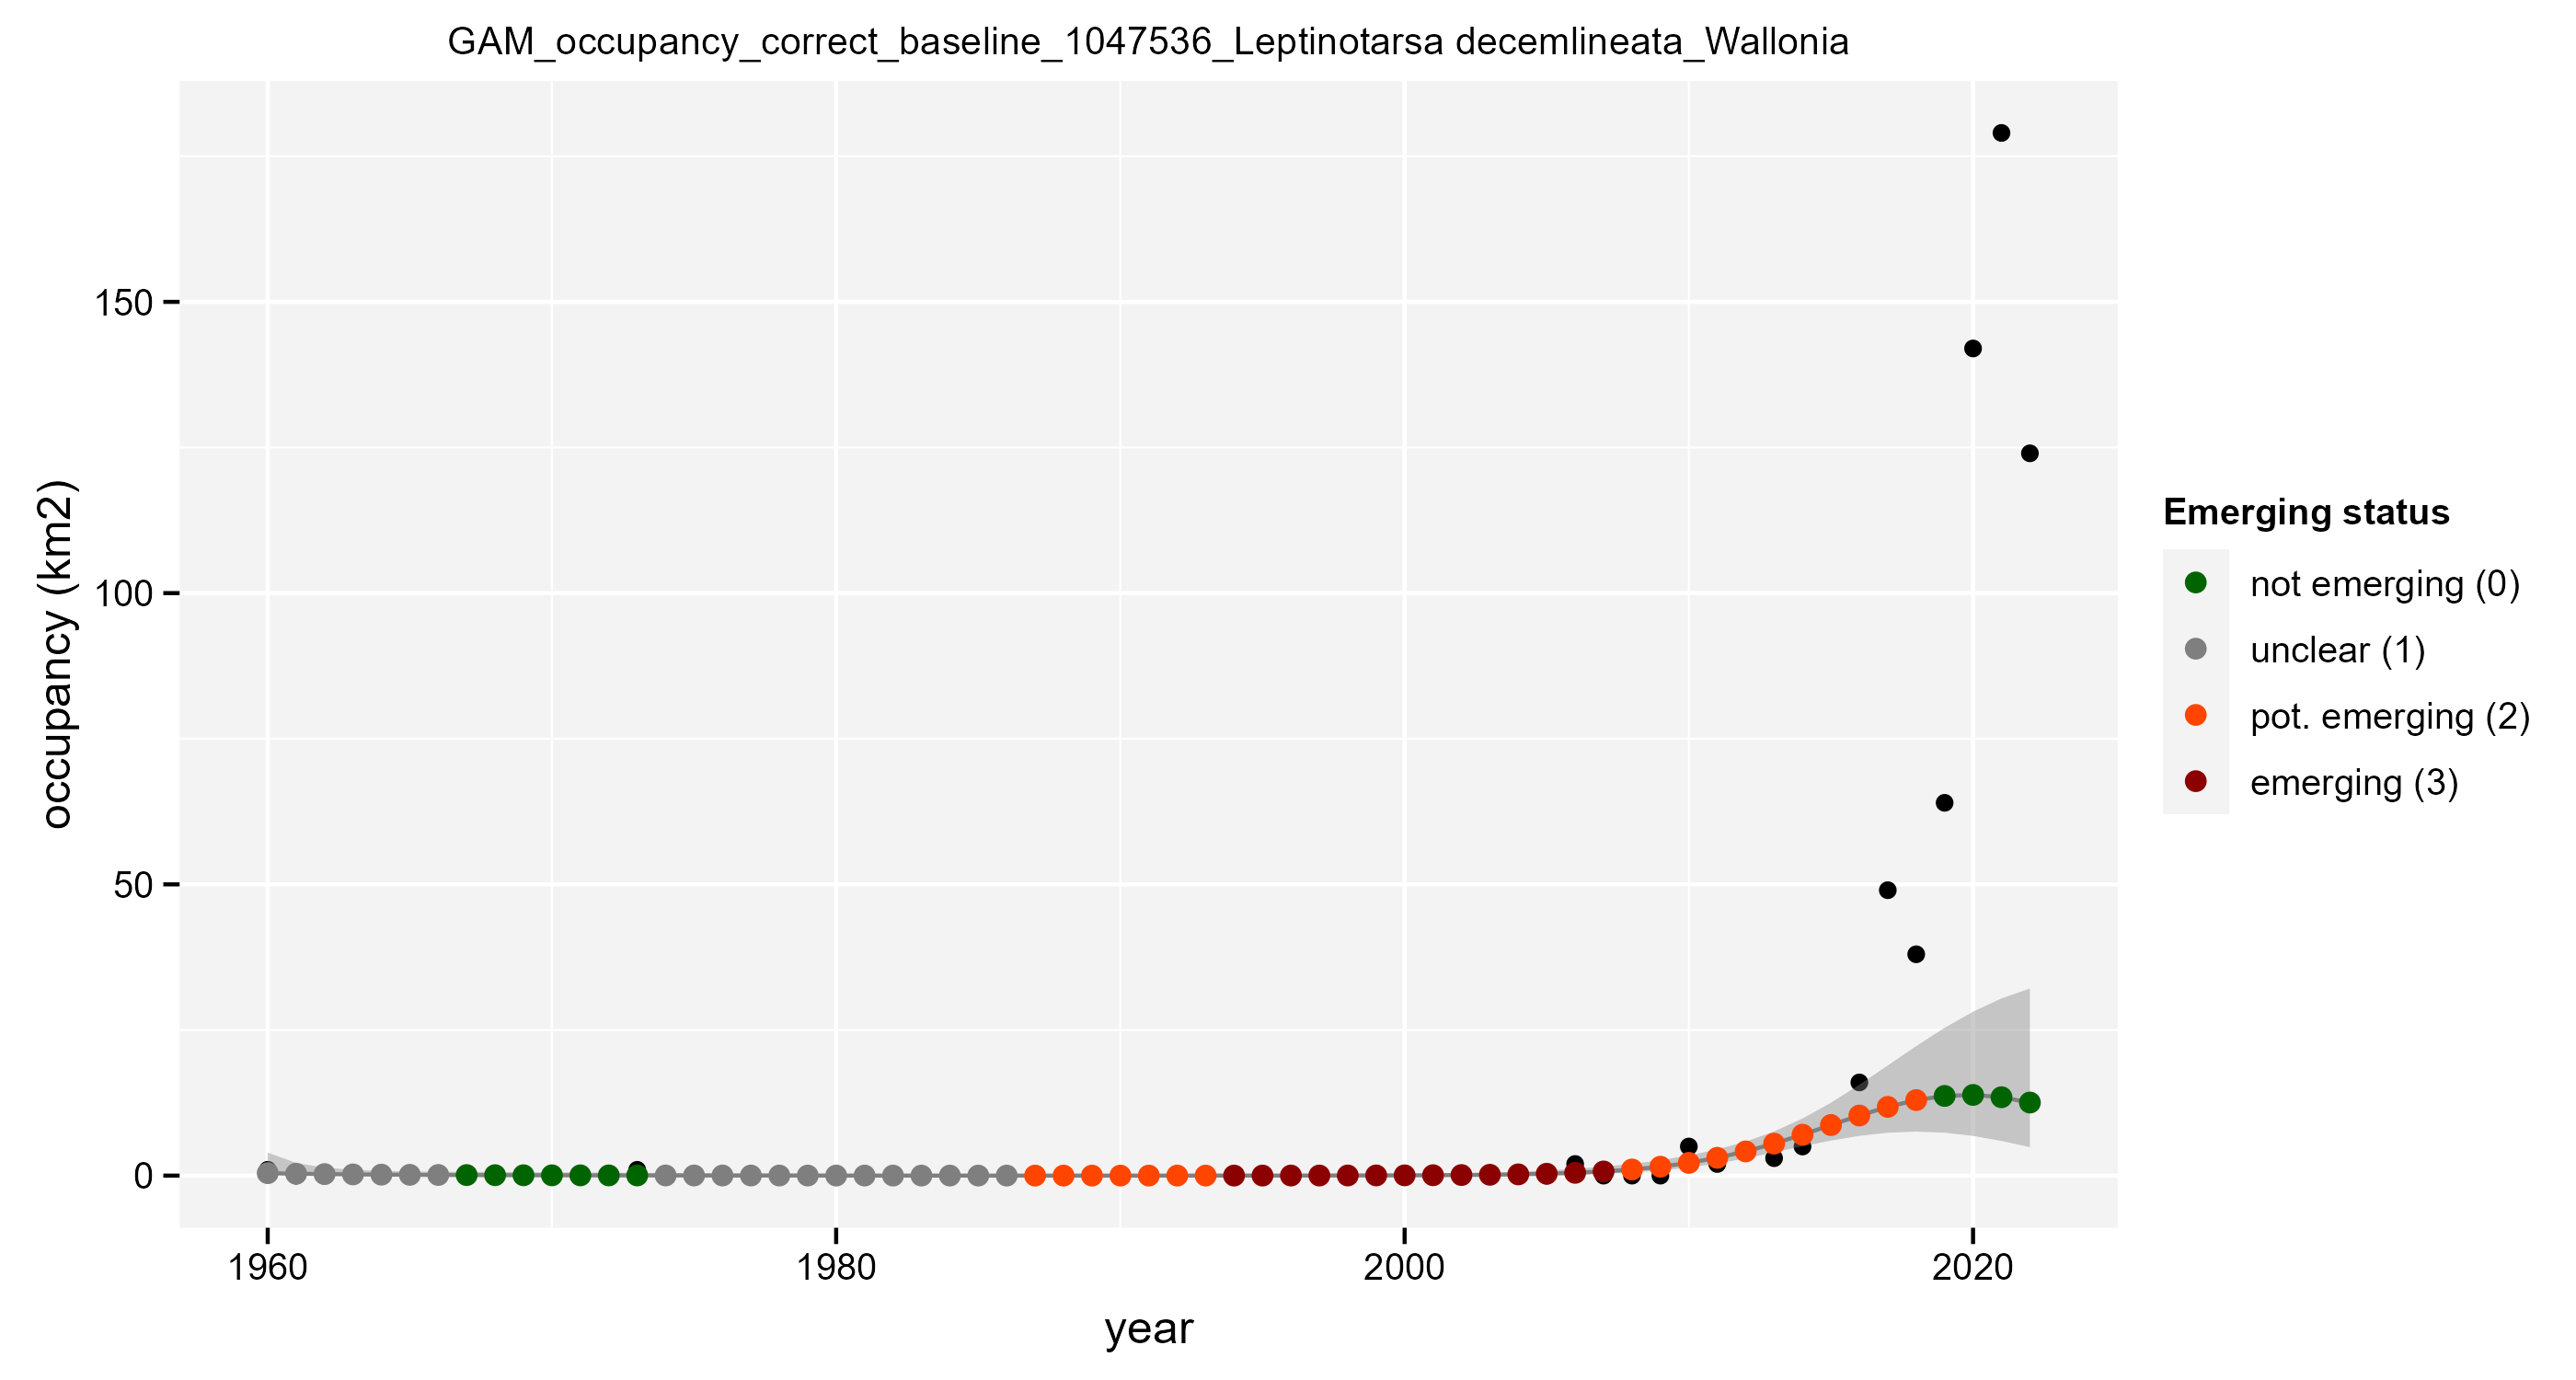 GAM_occupancy_correct_baseline_1047536_Leptinotarsa decemlineata_Wallonia
occupancy (km2)
150
100
50
0
1960
1980
2000
2020
year
Emerging status
not emerging (0)
unclear (1)
pot. emerging (2)
emerging (3)